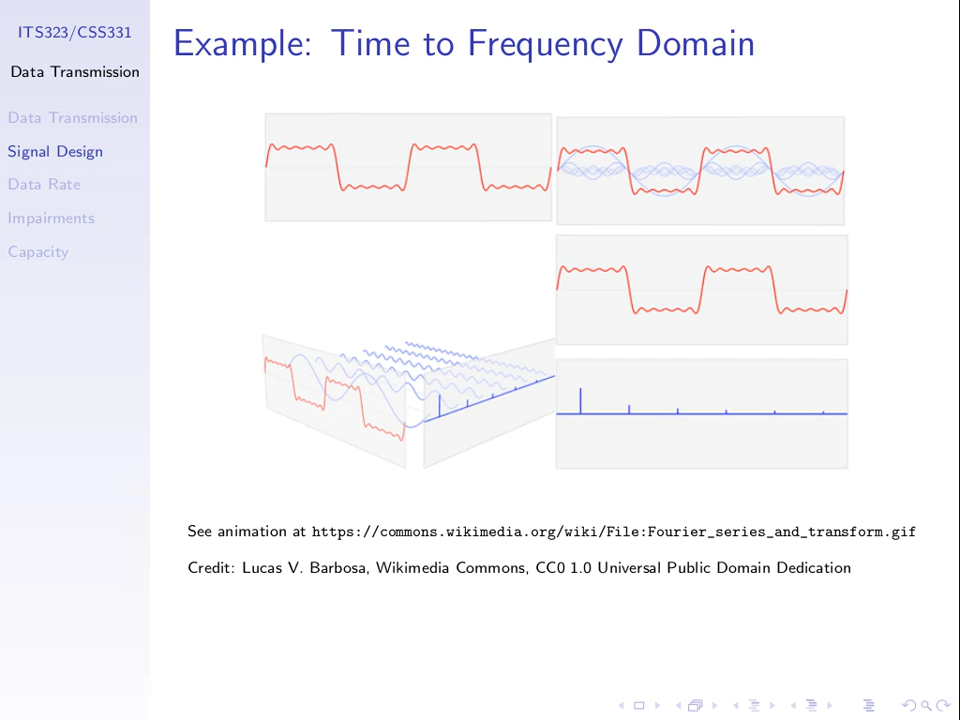 ITS323/CSS331
Data Transmission
Data Transmission
Signal Design
Data Rate
Impairments
Capacity
Example: Time to Frequency Domain
See animation at https://commons.wikimedia.org/wiki/File:Fourier_series_and_transform.gif
Credit: Lucas V. Barbosa, Wikimedia Commons, CC0 1.0 Universal Public Domain Dedication